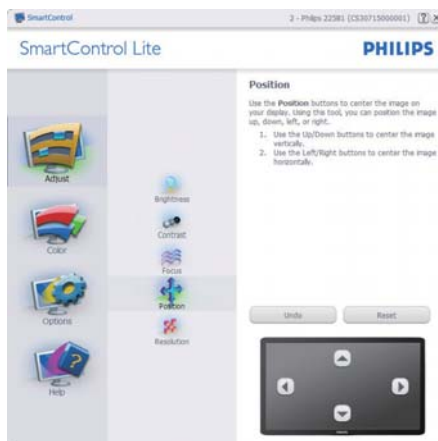 SmartControl
2 - Philips 225B1 (CS30715000001)
SmartControl Lite
PHILIPS
Adjust
Color
Options
Help
Brightness
Contrast
Focus
Position
Resolution
Position
Use the Position buttons to center the image on
your display. Using the tool, you can position the image
up, down, left, or right.
1. Use the Up/Down buttons to center the image
vertically.
2. Use the Left/Right buttons to center the image
horizontally.
Undo
Reset